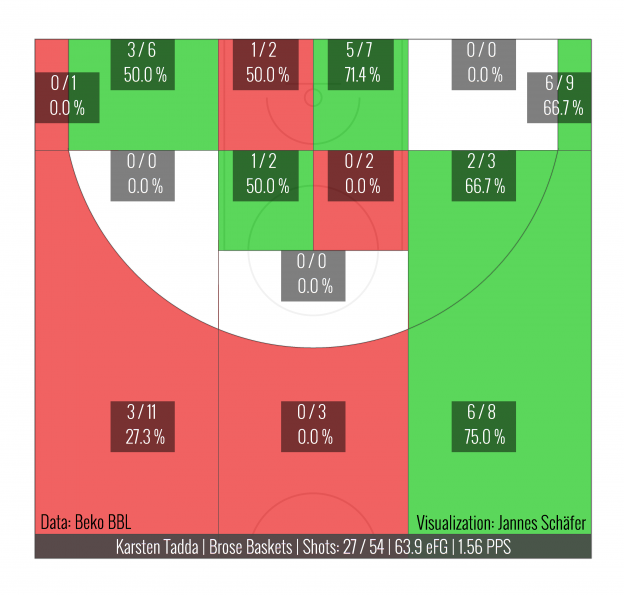 3 / 6
50.0 %
1 / 2
50.0 %
5 / 7
71.4 %
0 / 0
0.0 %
0 / 1
0.0 %
6 / 9
66.7 %
0 / 0
0.0 %
1 / 2
50.0 %
0 / 2
0.0 %
2 / 3
66.7 %
0 / 0
0.0 %
3 / 11
27.3 %
0 / 3
0.0 %
6 / 8
75.0 %
Data: Beko BBL
Visualization: Jannes Schäfer
Karsten Tadda | Brose Baskets | Shots: 27 / 54 | 63.9 eFG | 1.56 PPS